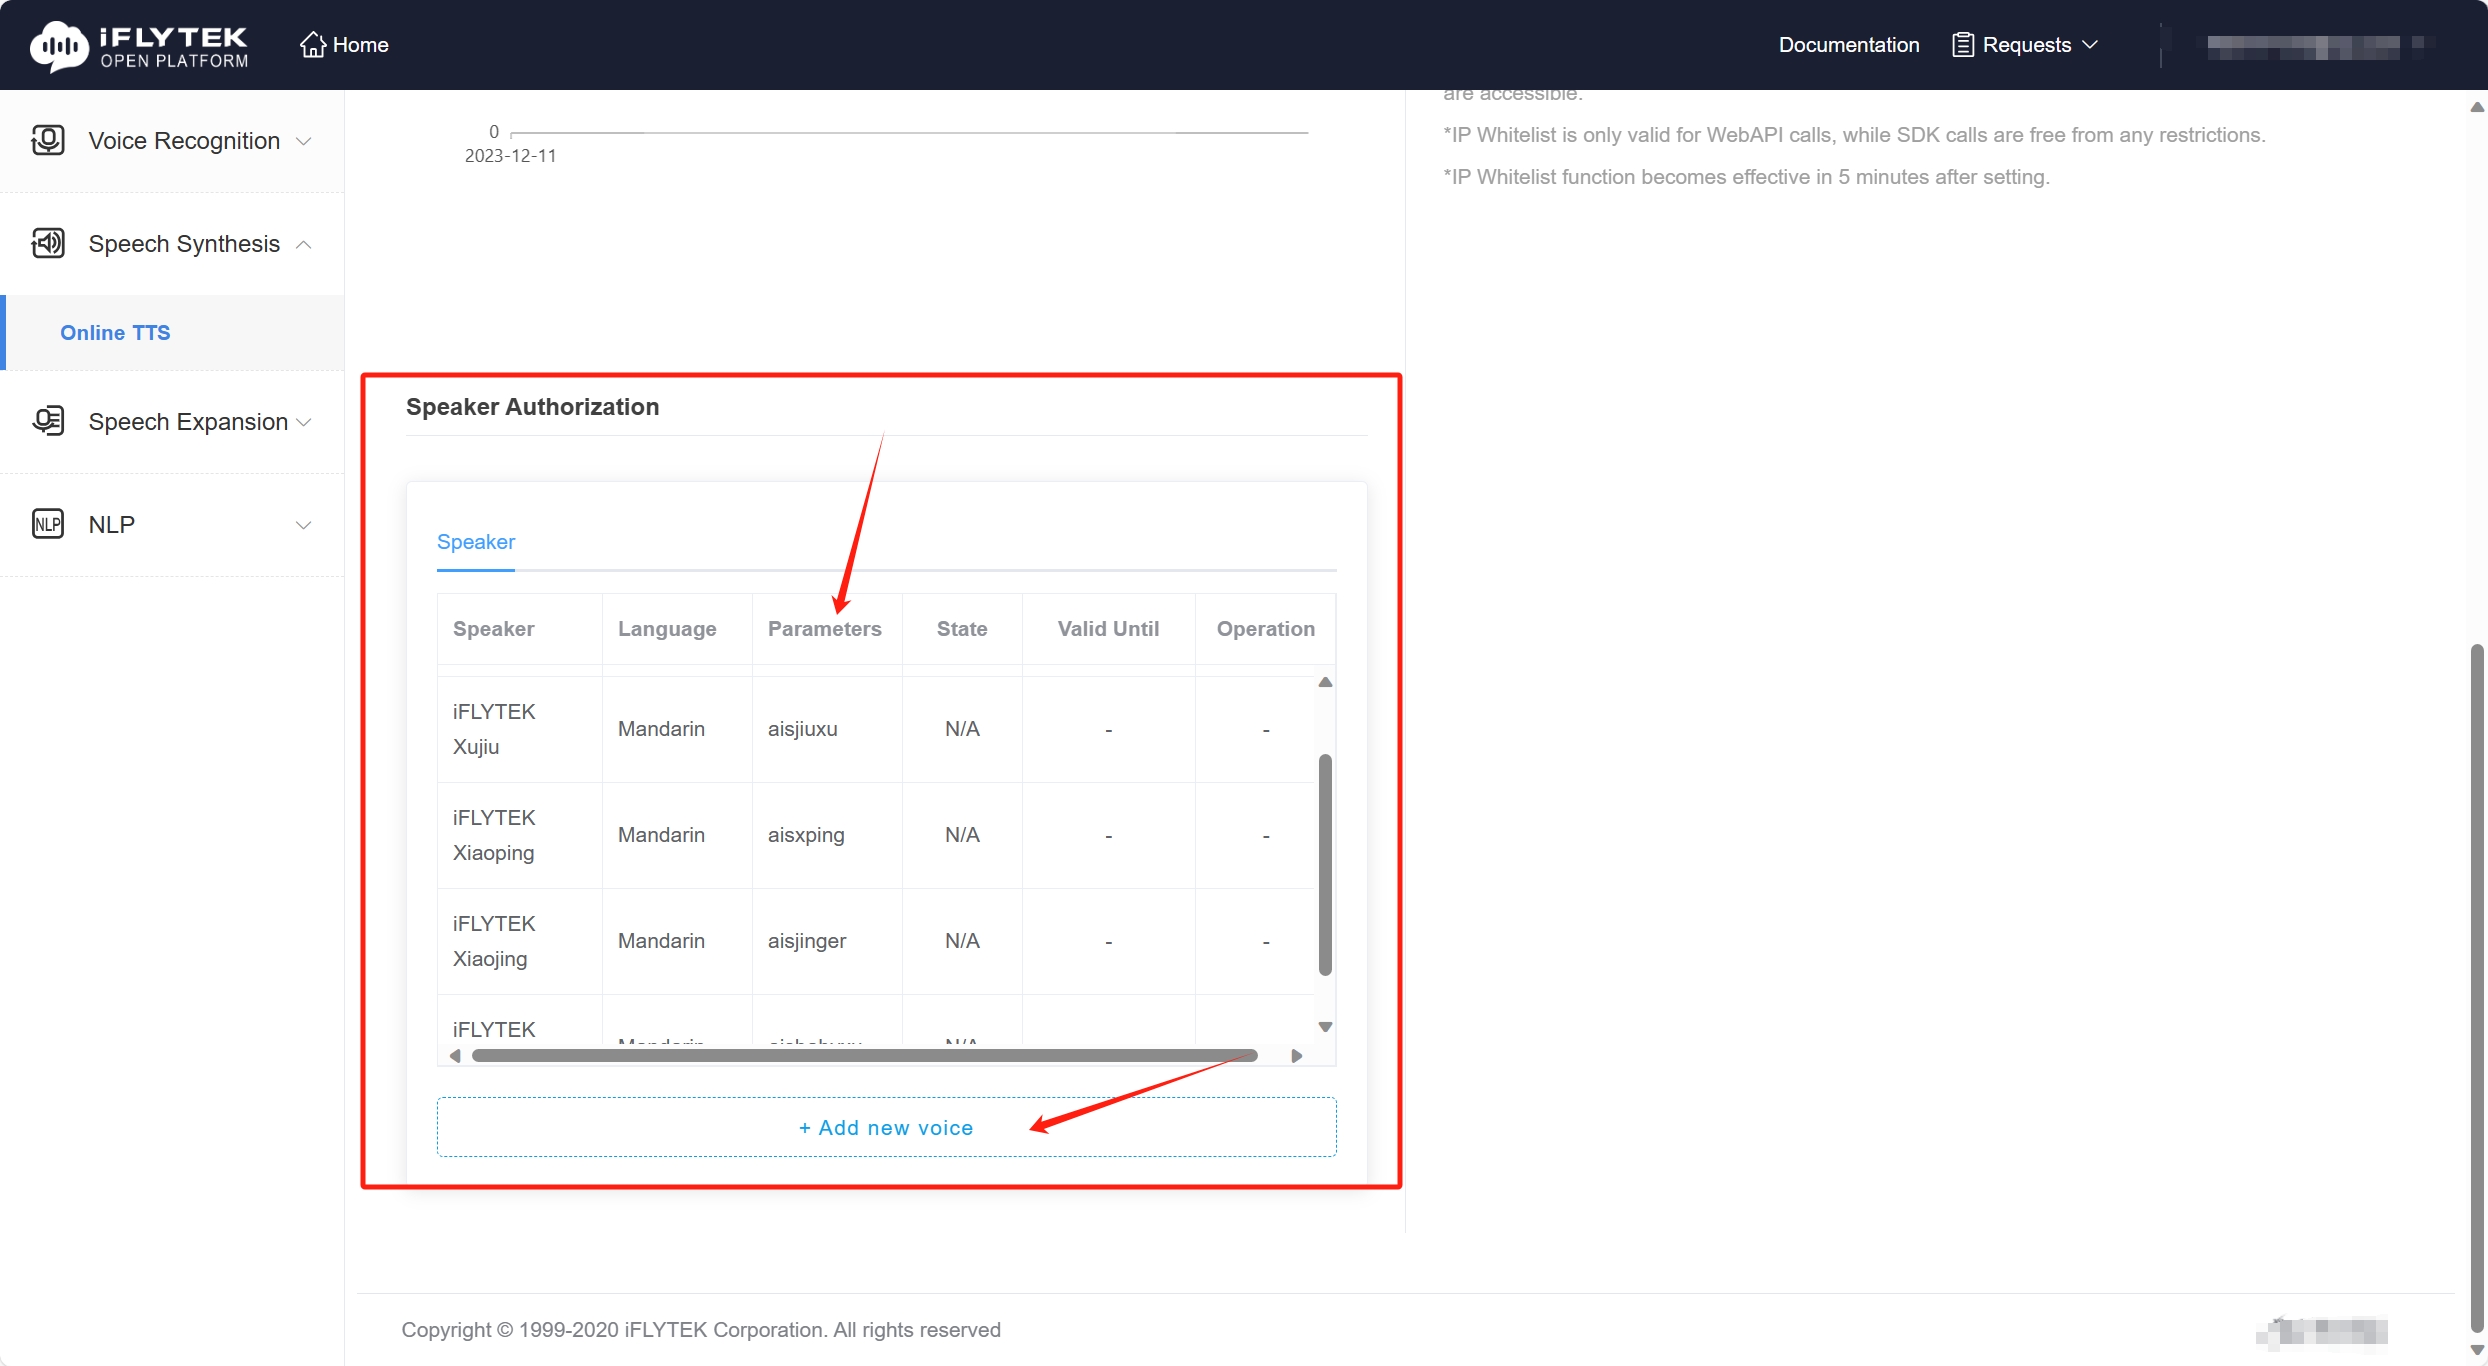 iFLYTEK
OPEN PLATFORM
Home
Documentation
Requests
Voice Recognition
Speech Synthesis
Online TTS
Speech Expansion
NLP
NLP
0
2023-12-11
are accessible.
*IP Whitelist is only valid for WebAPI calls, while SDK calls are free from any restrictions.
*IP Whitelist function becomes effective in 5 minutes after setting.
Speaker Authorization
Speaker
Speaker Language Parameters State Valid Until Operation
iFLYTEK Xujiu Mandarin aisjiuxu N/A - -
iFLYTEK Xiaoping Mandarin aisxping N/A - -
iFLYTEK Xiaojing Mandarin aisjinger N/A - -
iFLYTEK Mandarin N/A
+ Add new voice
Copyright © 1999-2020 iFLYTEK Corporation. All rights reserved